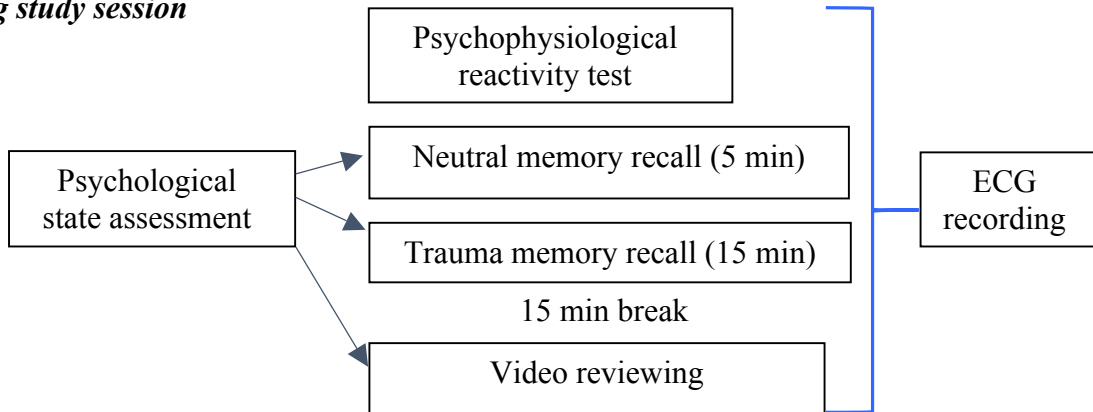 g study session
Psychophysiological
reactivity test
Neutral memory recall (5 min)
Psychological
state assessment
ECG
recording
Trauma memory recall (15 min)
15 min break
Video reviewing